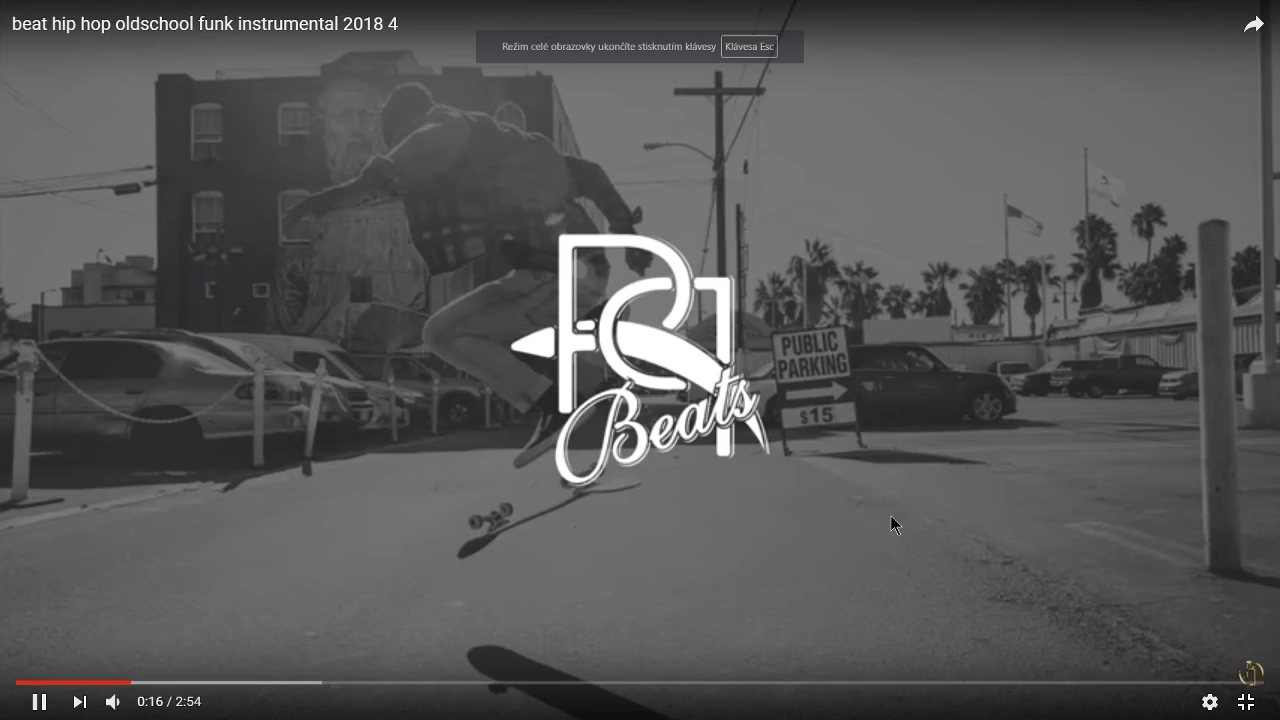 beat hip hop oldschool funk instrumental 2018 4
Režim celé obrazovky ukončíte stisknutím klávesy Klávesa Esc
PUBLIC
PARKING
$15
Beats
0:16 / 2:54